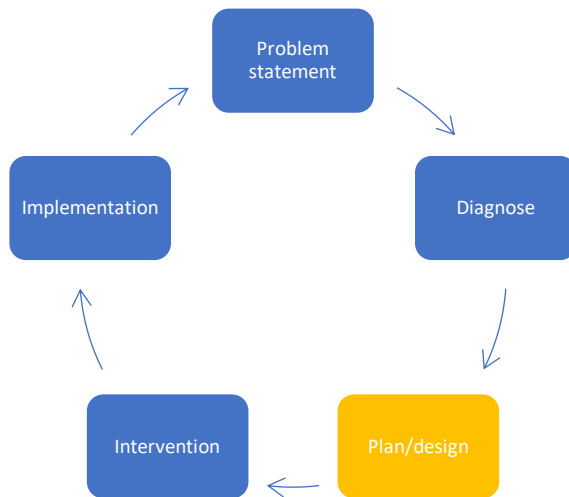 Problem
statement
Diagnose
Plan/design
Intervention
Implementation